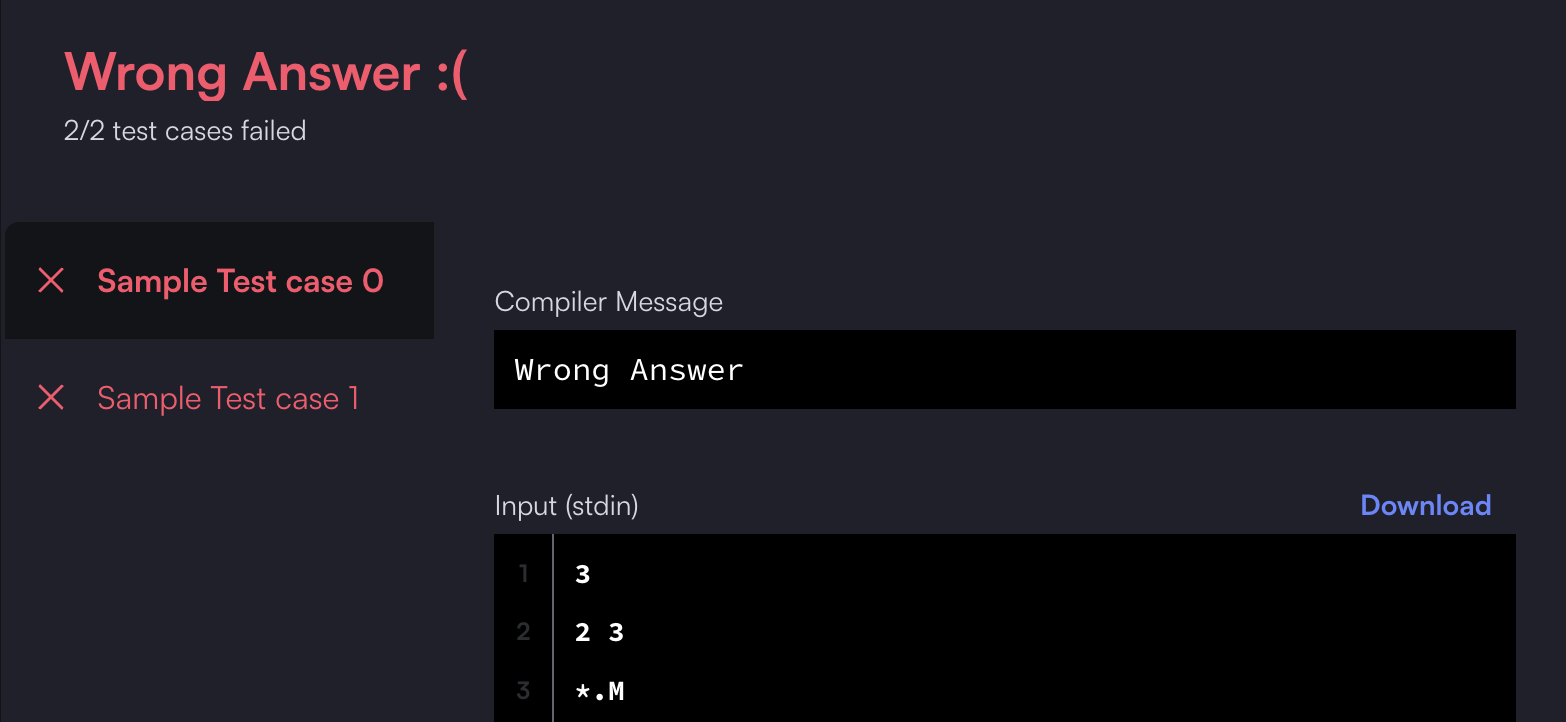 Wrong Answer :(
2/2 test cases failed
Sample Test case 0
Sample Test case 1
Compiler Message
Wrong Answer
Input (stdin)
Download
1 3
2 2 3
3 *.M